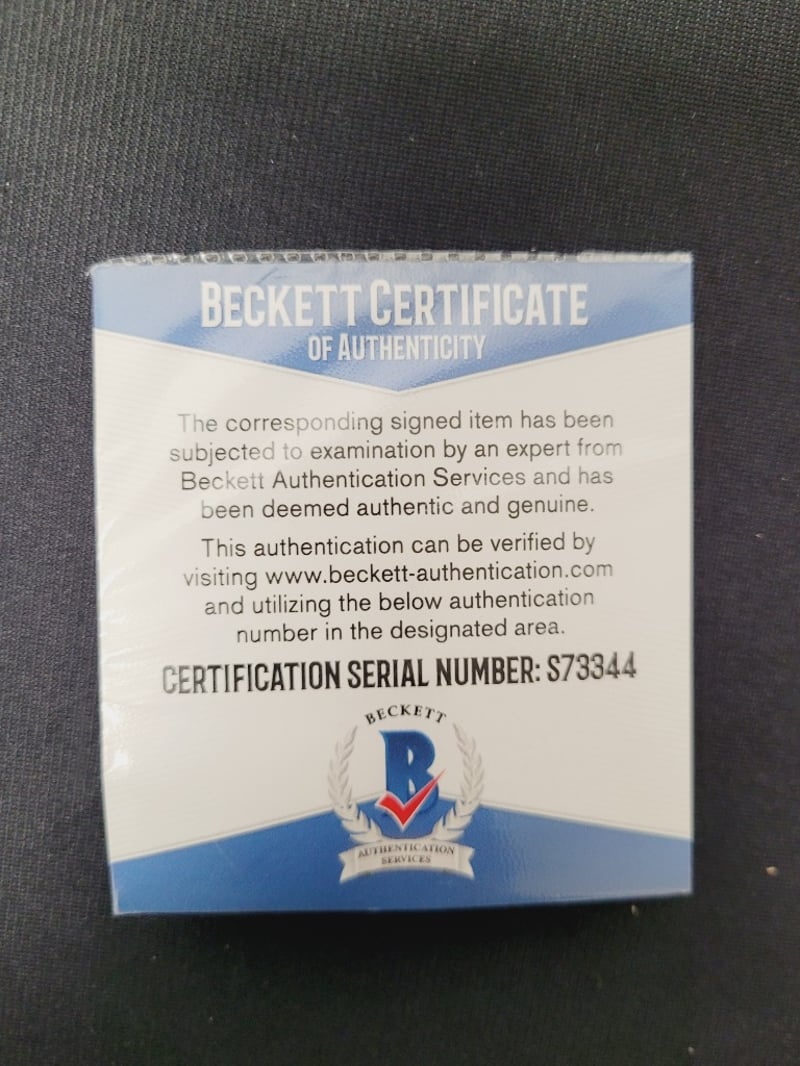 BECKETT CERTIFICATE
OF AUTHENTICITY
The corresponding signed item has been
subjected to examination by an expert from
Beckett Authentication Services and has
been deemed authentic and genuine.
This authentication can be verified by
visiting www.beckett-authentication.com
and utilizing the below authentication
number in the designated area.
CERTIFICATION SERIAL NUMBER: S73344
BECKETT
B
AUTHENTICATION
SERVICES